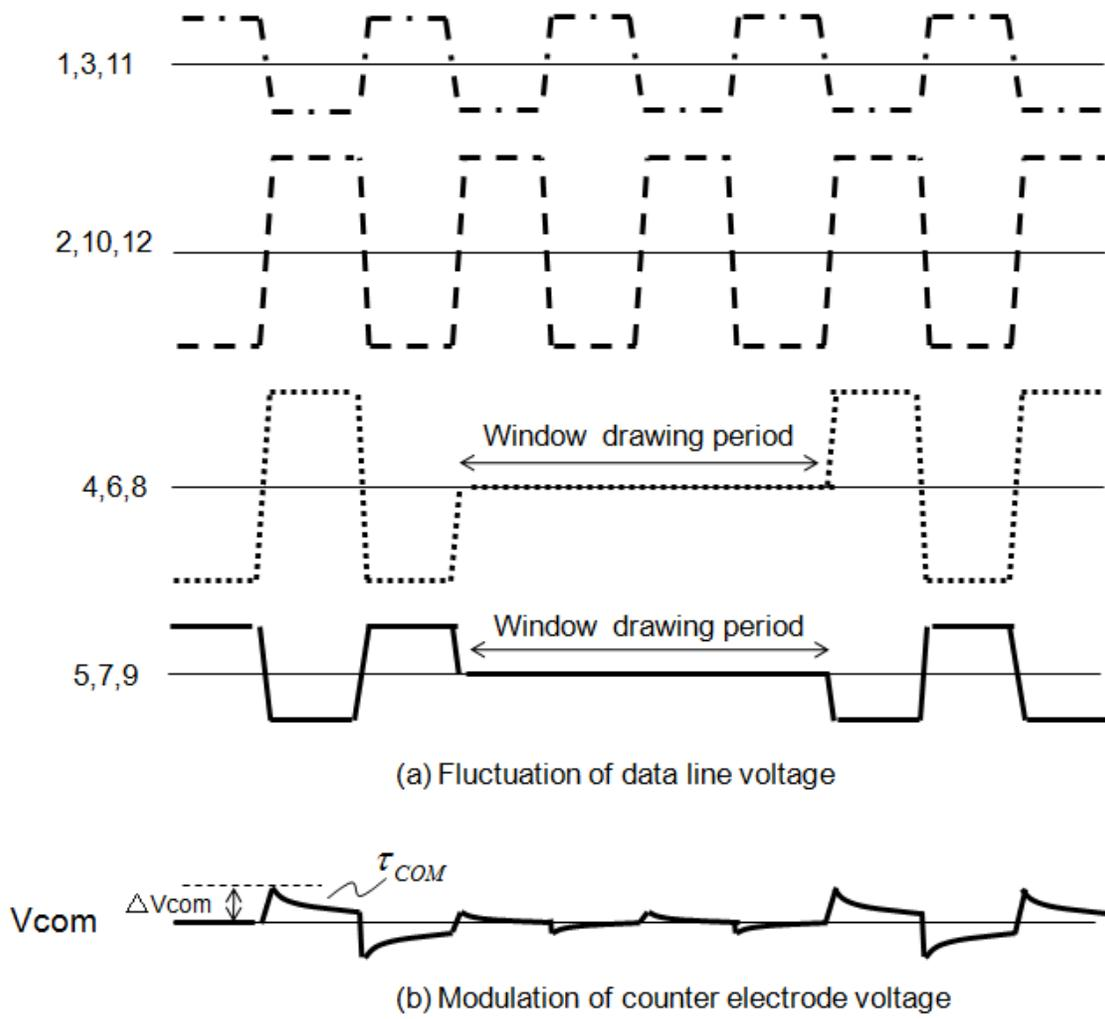 1,3,11
2,10,12
Window drawing period
4,6,8
Window drawing period
5,7,9
(a) Fluctuation of data line voltage
τCOM
△Vcom
Vcom
(b) Modulation of counter electrode voltage